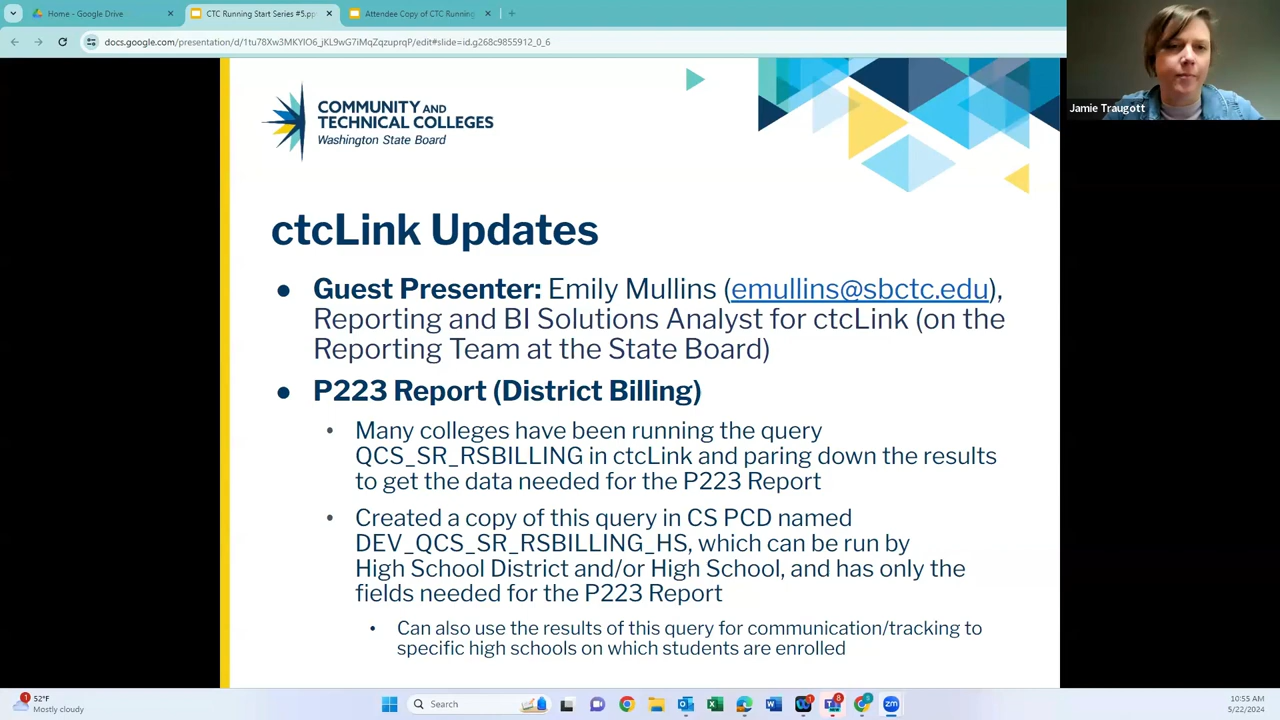 Home - Google Drive
CTC Running Start Series #5.pp
Attendee Copy of CTC Running
docs.google.com/presentation/d/1tu78Xw3MKYlO6_jKL9wG7iMqZqzuprqP/edit#slide=id.g268c9855912_0_6
Jamie Traugott
COMMUNITY AND
TECHNICAL COLLEGES
Washington State Board
ctcLink Updates
● Guest Presenter: Emily Mullins (emullins@sbctc.edu),
Reporting and BI Solutions Analyst for ctcLink (on the
Reporting Team at the State Board)
● P223 Report (District Billing)
• Many colleges have been running the query
QCS_SR_RSBILLING in ctcLink and paring down the results
to get the data needed for the P223 Report
• Created a copy of this query in CS PCD named
DEV_QCS_SR_RSBILLING_HS, which can be run by
High School District and/or High School, and has only the
fields needed for the P223 Report
• Can also use the results of this query for communication/tracking to
specific high schools on which students are enrolled
1
52°F
Mostly cloudy
Search
8
zm
10:55 AM
5/22/2024